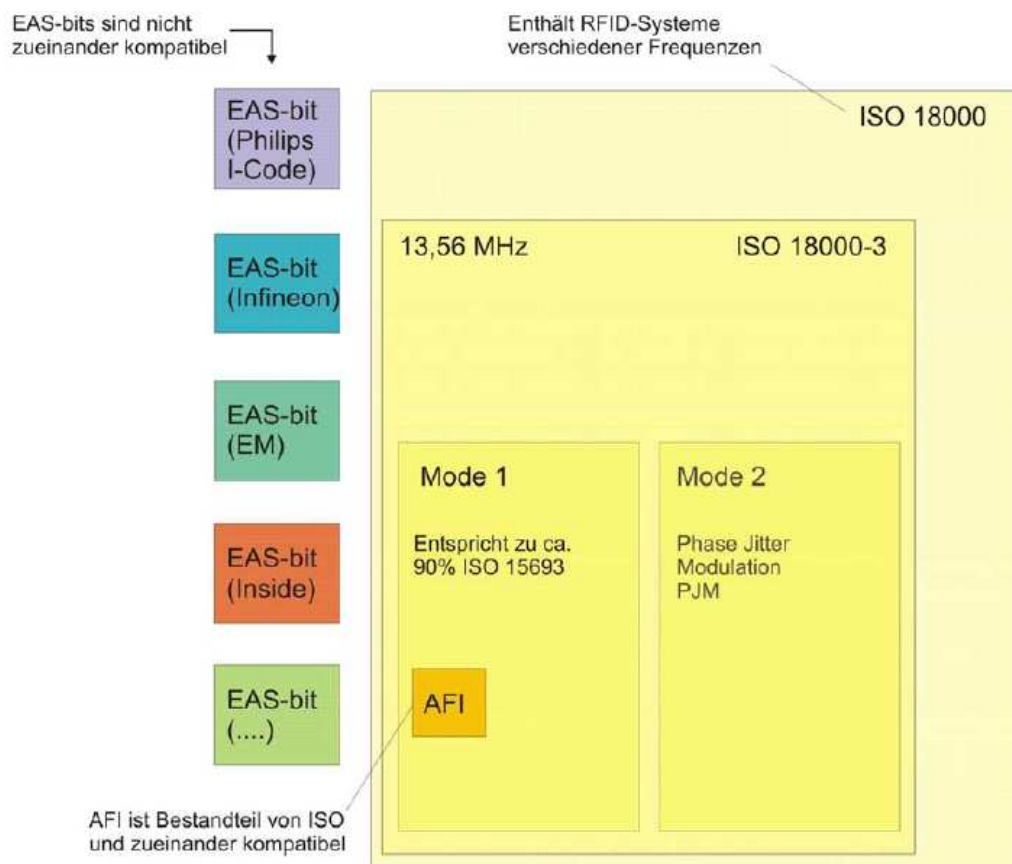 EAS-bits sind nicht
zueinander kompatibel
Enthält RFID-Systeme
verschiedener Frequenzen
EAS-bit
(Philips
I-Code)
ISO 18000
EAS-bit
(Infineon)
13,56 MHz
ISO 18000-3
EAS-bit
(EM)
Mode 1
Mode 2
EAS-bit
(Inside)
Entspricht zu ca.
90% ISO 15693
Phase Jitter
Modulation
PJM
EAS-bit
(....)
AFI
AFI ist Bestandteil von ISO
und zueinander kompatibel